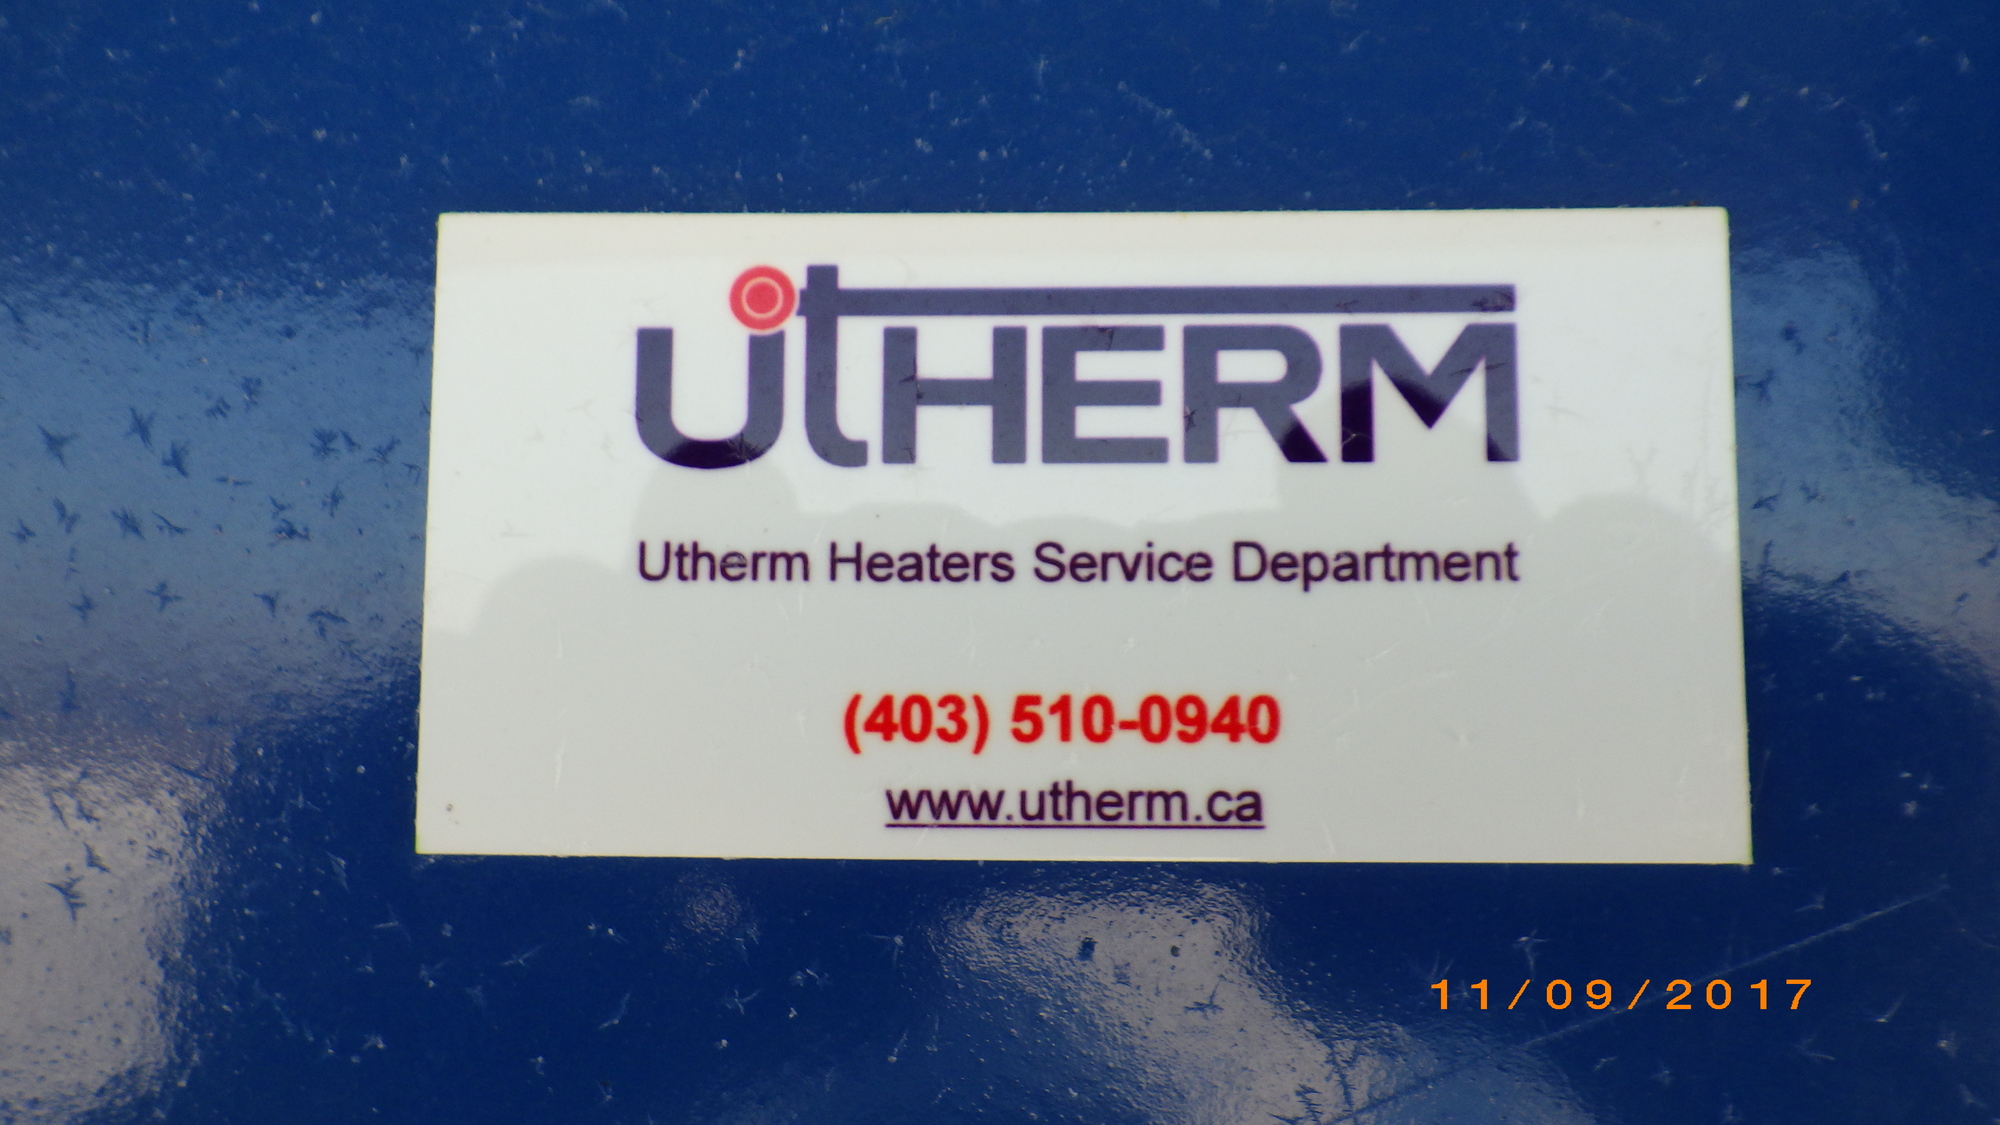 UtHERM
Utherm Heaters Service Department
(403) 510-0940
www.utherm.ca
11/09/2017